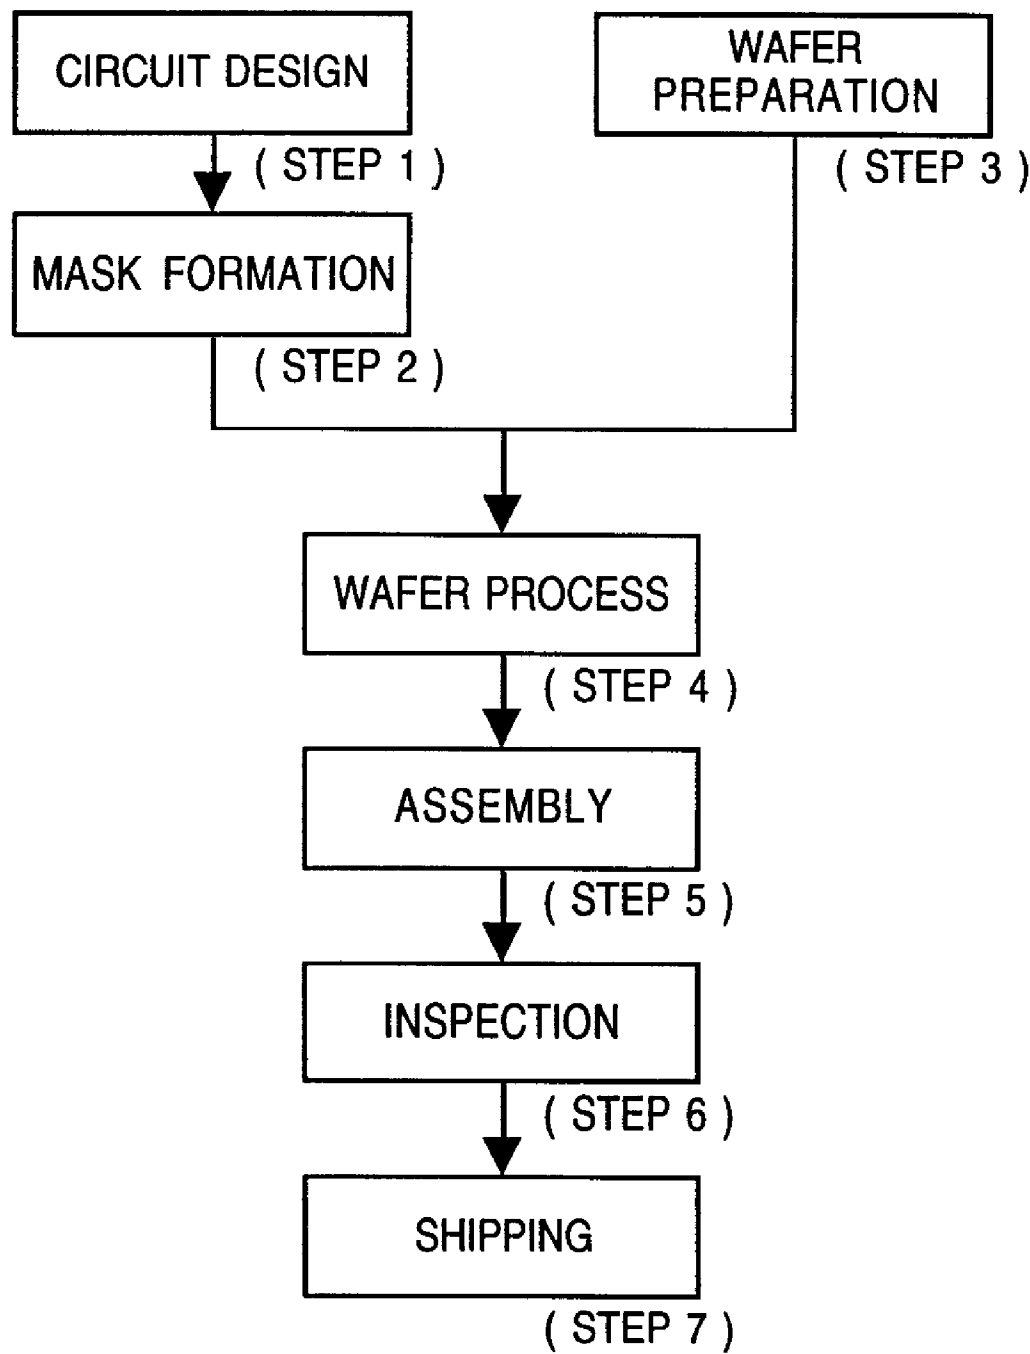 CIRCUIT DESIGN
( STEP 1 )
WAFER
PREPARATION
( STEP 3 )
MASK FORMATION
( STEP 2 )
WAFER PROCESS
( STEP 4 )
ASSEMBLY
( STEP 5 )
INSPECTION
( STEP 6 )
SHIPPING
( STEP 7 )